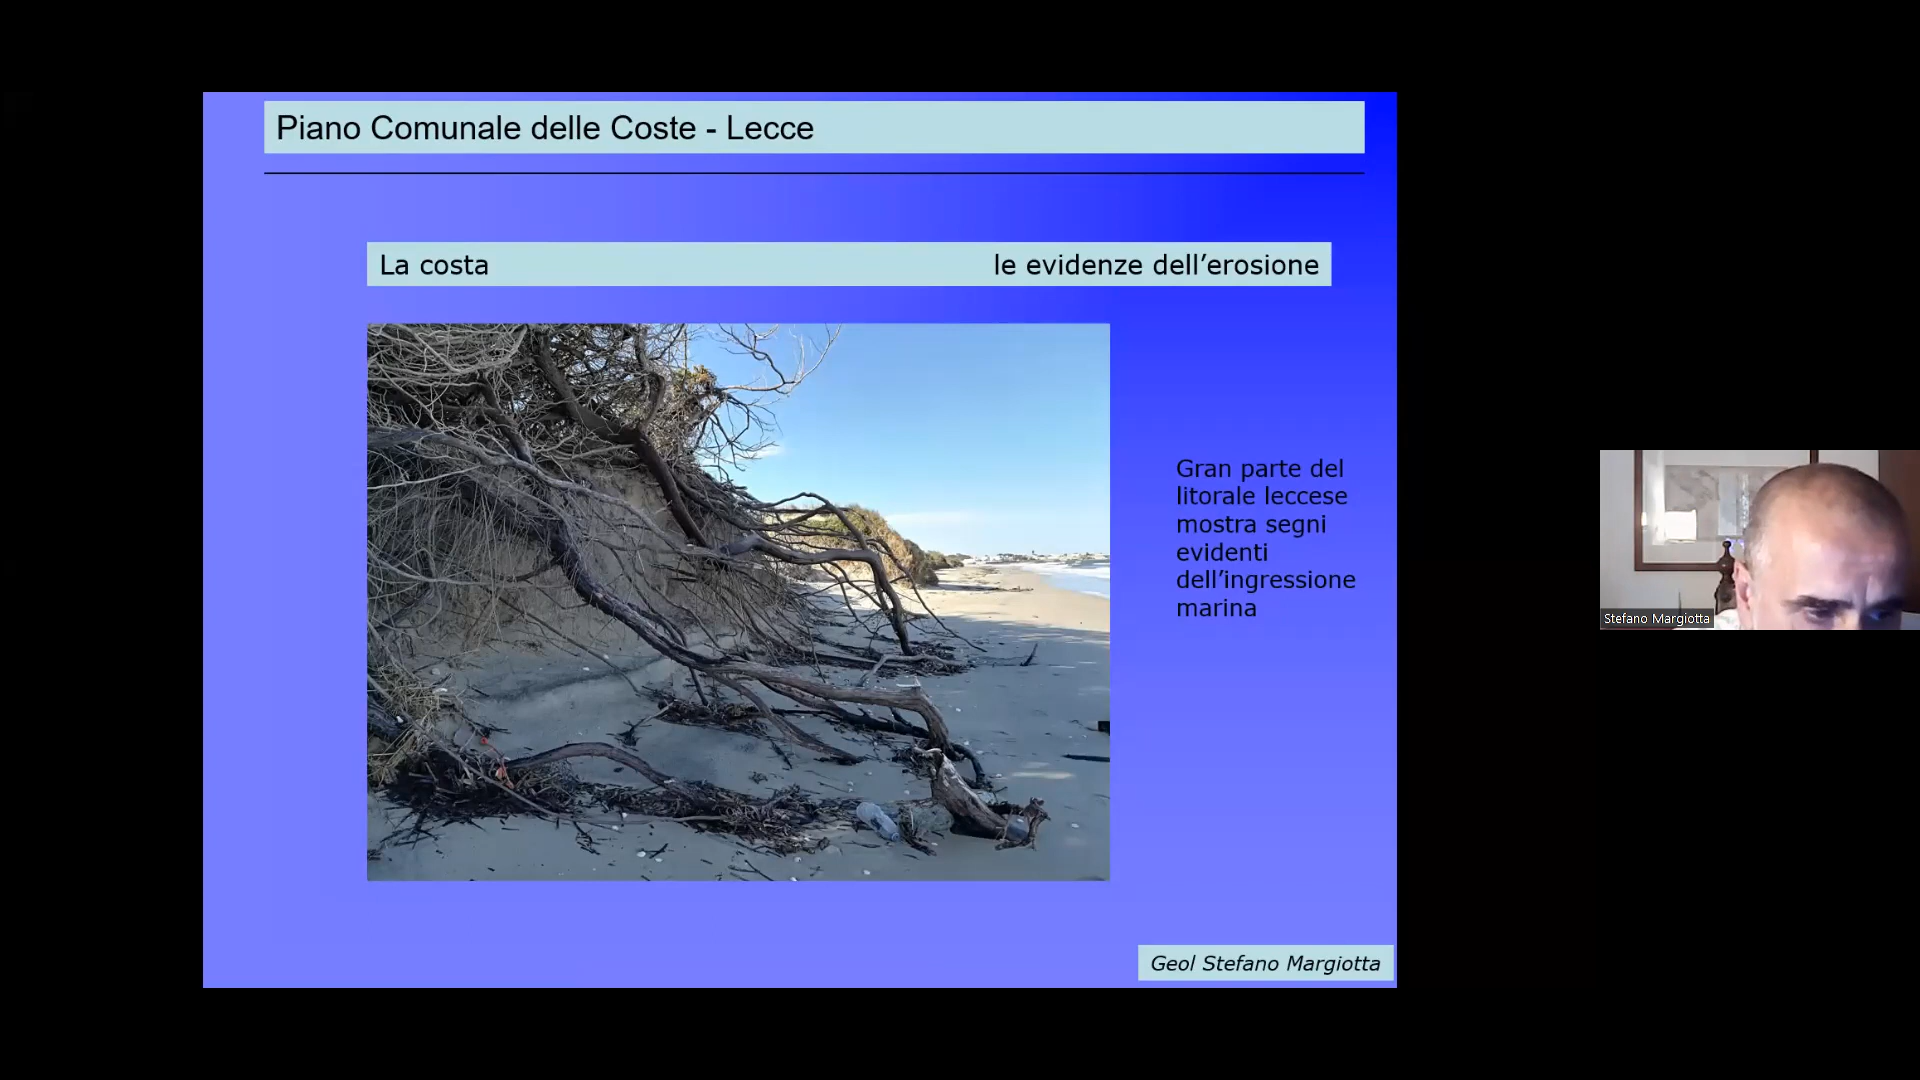 Piano Comunale delle Coste - Lecce
La costa
le evidenze dell’erosione
Gran parte del
litorale leccese
mostra segni
evidenti
dell’ingressione
marina
Stefano Margiotta
Geol Stefano Margiotta